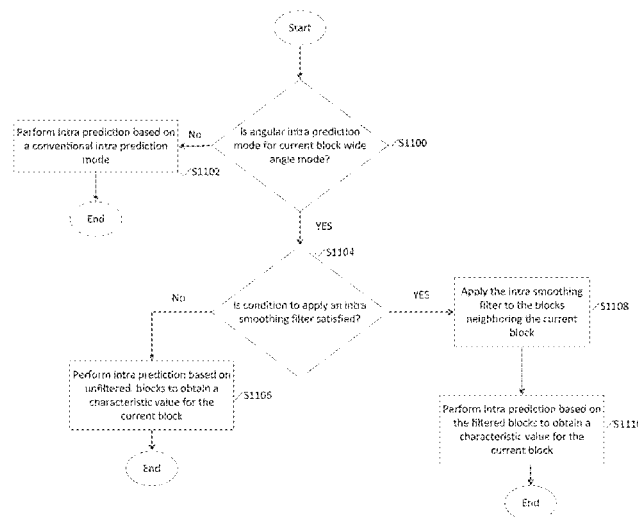 Start
Is angular intra prediction
mode for current block wide
angle mode?
S1100
No
Perform intra prediction based on
a conventional intra prediction
mode
S1102
End
YES
S1104
Is condition to apply an intra
smoothing filter satisfied?
No
YES
Apply the intra smoothing
filter to the blocks
neighboring the current
block
S1108
Perform intra prediction based on
unfiltered blocks to obtain a
characteristic value for the
current block
S1106
End
Perform intra prediction based on
the filtered blocks to obtain a
characteristic value for the
current block
S1110
End